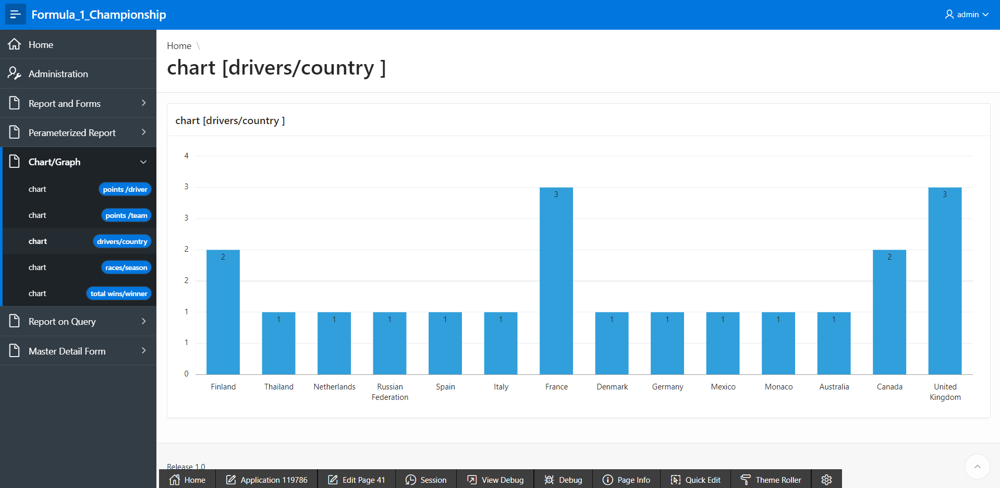 Formula_1_Championship
admin
Home
Administration
Report and Forms
Perameterized Report
Chart/Graph
chart points /driver
chart points /team
chart drivers/country
chart races/season
chart total wins/winner
Report on Query
Master Detail Form
Home \
chart [drivers/country ]
chart [drivers/country ]
4
3
3
2
2
1
1
0
2 1 1 1 1 1 3 1 1 1 1 1 2 3
Finland Thailand Netherlands Russian Federation Spain Italy France Denmark Germany Mexico Monaco Australia Canada United Kingdom
Release 1.0
Home Application 119786 Edit Page 41 Session View Debug Debug Page Info Quick Edit Theme Roller